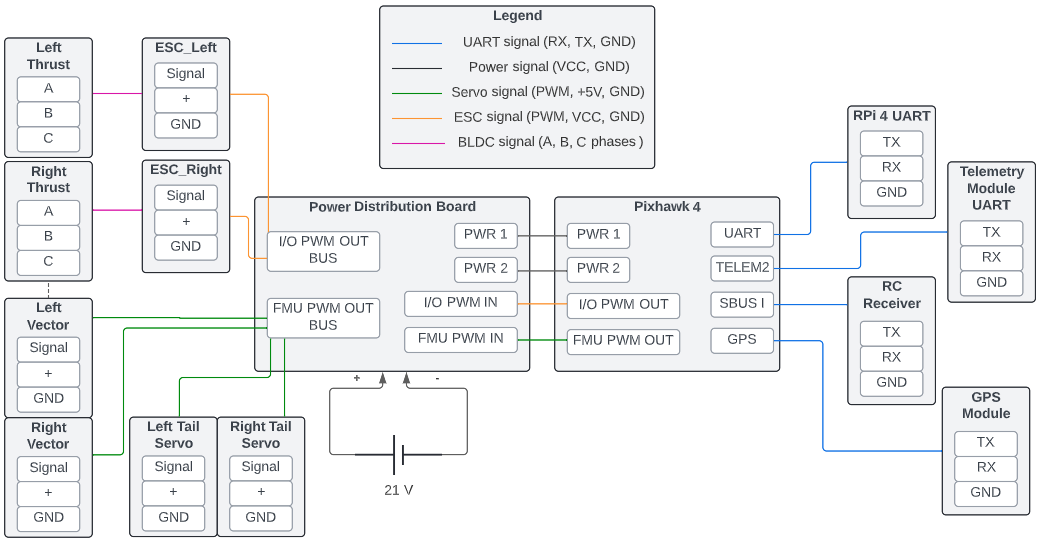 Legend
UART signal (RX, TX, GND)
Power signal (VCC, GND)
Servo signal (PWM, +5V, GND)
ESC signal (PWM, VCC, GND)
BLDC signal (A, B, C phases )
Left
Thrust
A
B
C
ESC_Left
Signal
+
GND
Right
Thrust
A
B
C
ESC_Right
Signal
+
GND
Left
Vector
Signal
+
GND
Right
Vector
Signal
+
GND
Left Tail
Servo
Signal
+
GND
Right Tail
Servo
Signal
+
GND
Power Distribution Board
I/O PWM OUT
BUS
FMU PWM OUT
BUS
PWR 1
PWR 2
I/O PWM IN
FMU PWM IN
+
-
21 V
Pixhawk 4
PWR 1
PWR 2
I/O PWM OUT
FMU PWM OUT
UART
TELEM2
SBUS I
GPS
RPi 4 UART
TX
RX
GND
Telemetry
Module
UART
TX
RX
GND
RC
Receiver
TX
RX
GND
GPS
Module
TX
RX
GND